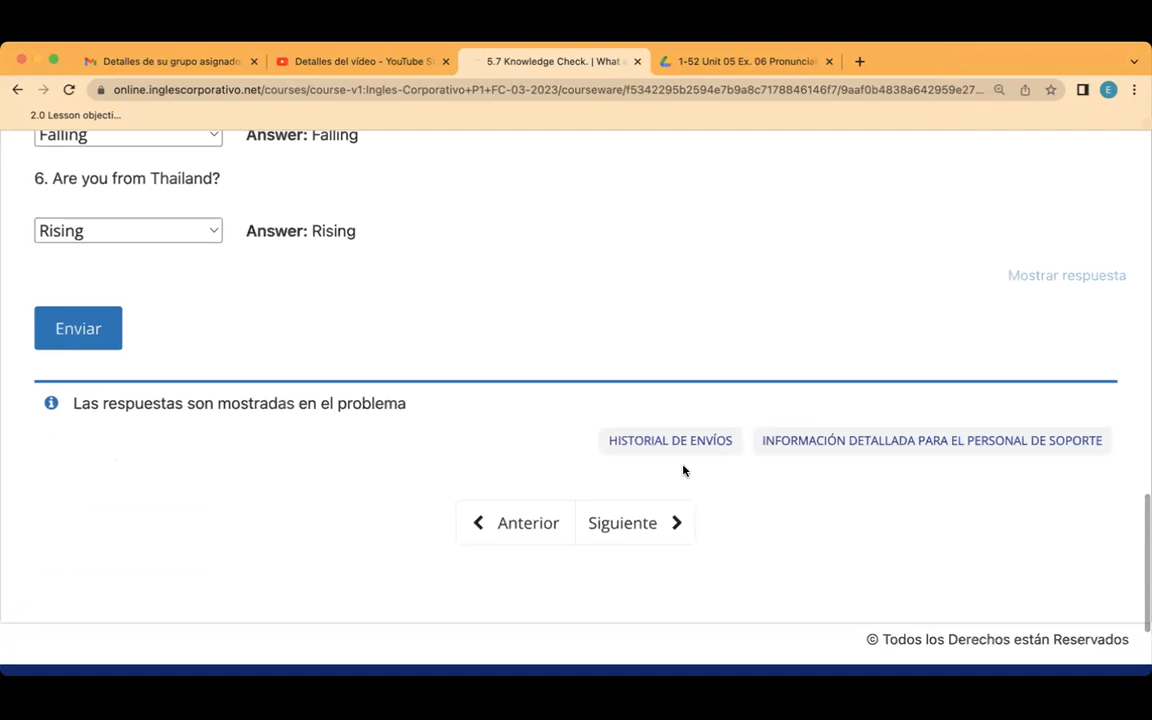 Detalles de su grupo asignado
Detalles del vídeo - YouTube S
5.7 Knowledge Check. | What a
1-52 Unit 05 Ex. 06 Pronunciat
online.inglescorporativo.net/courses/course-v1:Ingles-Corporativo+P1+FC-03-2023/courseware/f5342295b2594e7b9a8c7178846146f7/9aaf0b4838a642959e27...
E
2.0 Lesson objecti...
Falling
Answer: Falling
6. Are you from Thailand?
Rising
Answer: Rising
Mostrar respuesta
Enviar
Las respuestas son mostradas en el problema
HISTORIAL DE ENVÍOS
INFORMACIÓN DETALLADA PARA EL PERSONAL DE SOPORTE
Anterior
Siguiente
© Todos los Derechos están Reservados